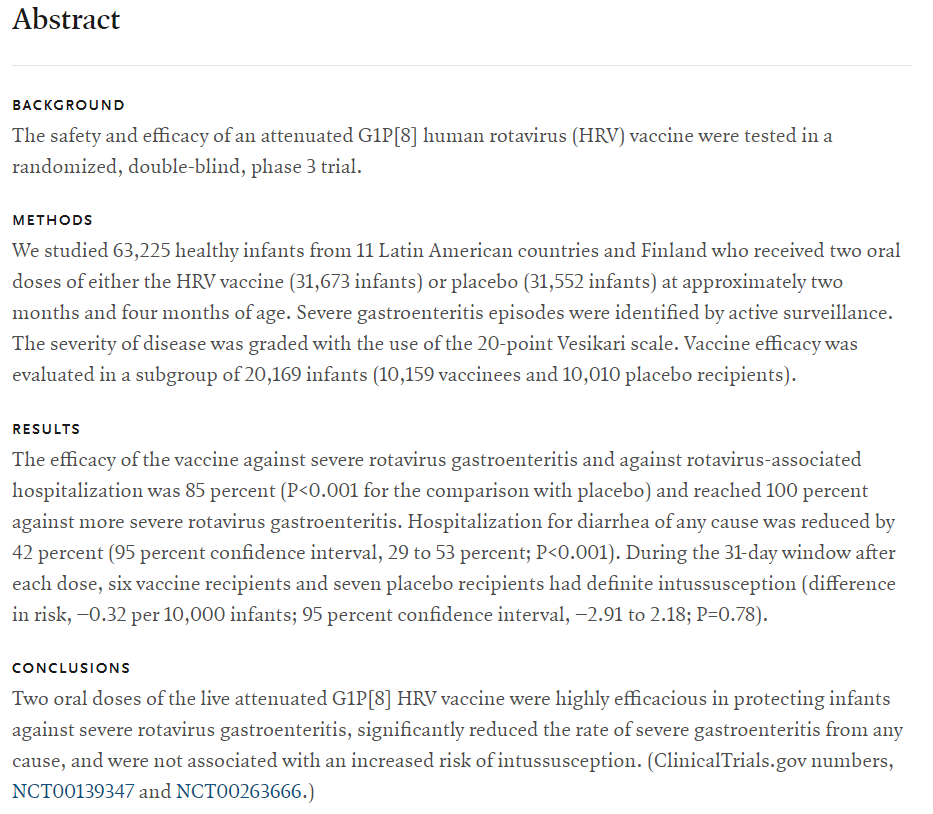 Abstract
BACKGROUND
The safety and efficacy of an attenuated G1P[8] human rotavirus (HRV) vaccine were tested in a
randomized, double-blind, phase 3 trial.
METHODS
We studied 63,225 healthy infants from 11 Latin American countries and Finland who received two oral
doses of either the HRV vaccine (31,673 infants) or placebo (31,552 infants) at approximately two
months and four months of age. Severe gastroenteritis episodes were identified by active surveillance.
The severity of disease was graded with the use of the 20-point Vesikari scale. Vaccine efficacy was
evaluated in a subgroup of 20,169 infants (10,159 vaccinees and 10,010 placebo recipients).
RESULTS
The efficacy of the vaccine against severe rotavirus gastroenteritis and against rotavirus-associated
hospitalization was 85 percent (P<0.001 for the comparison with placebo) and reached 100 percent
against more severe rotavirus gastroenteritis. Hospitalization for diarrhea of any cause was reduced by
42 percent (95 percent confidence interval, 29 to 53 percent; P<0.001). During the 31-day window after
each dose, six vaccine recipients and seven placebo recipients had definite intussusception (difference
in risk, −0.32 per 10,000 infants; 95 percent confidence interval, −2.91 to 2.18; P=0.78).
CONCLUSIONS
Two oral doses of the live attenuated G1P[8] HRV vaccine were highly efficacious in protecting infants
against severe rotavirus gastroenteritis, significantly reduced the rate of severe gastroenteritis from any
cause, and were not associated with an increased risk of intussusception. (ClinicalTrials.gov numbers,
NCT00139347 and NCT00263666.)